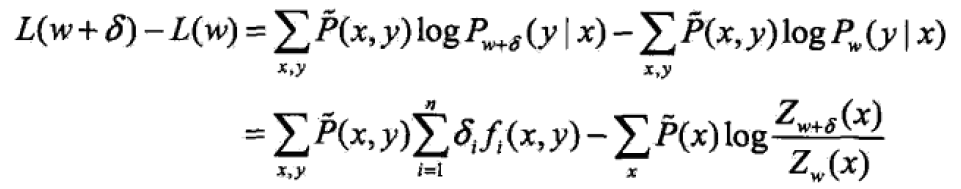 L(w+δ)−L(w)=∑_{x,y} P̃(x,y)log P_{w+δ}(y|x)−∑_{x,y} P̃(x,y)log P_w(y|x)
=∑_{x,y} P̃(x,y)∑_{i=1}^{n} δ_i f_i(x,y)−∑_x P̃(x)log Z_{w+δ}(x)/Z_w(x)